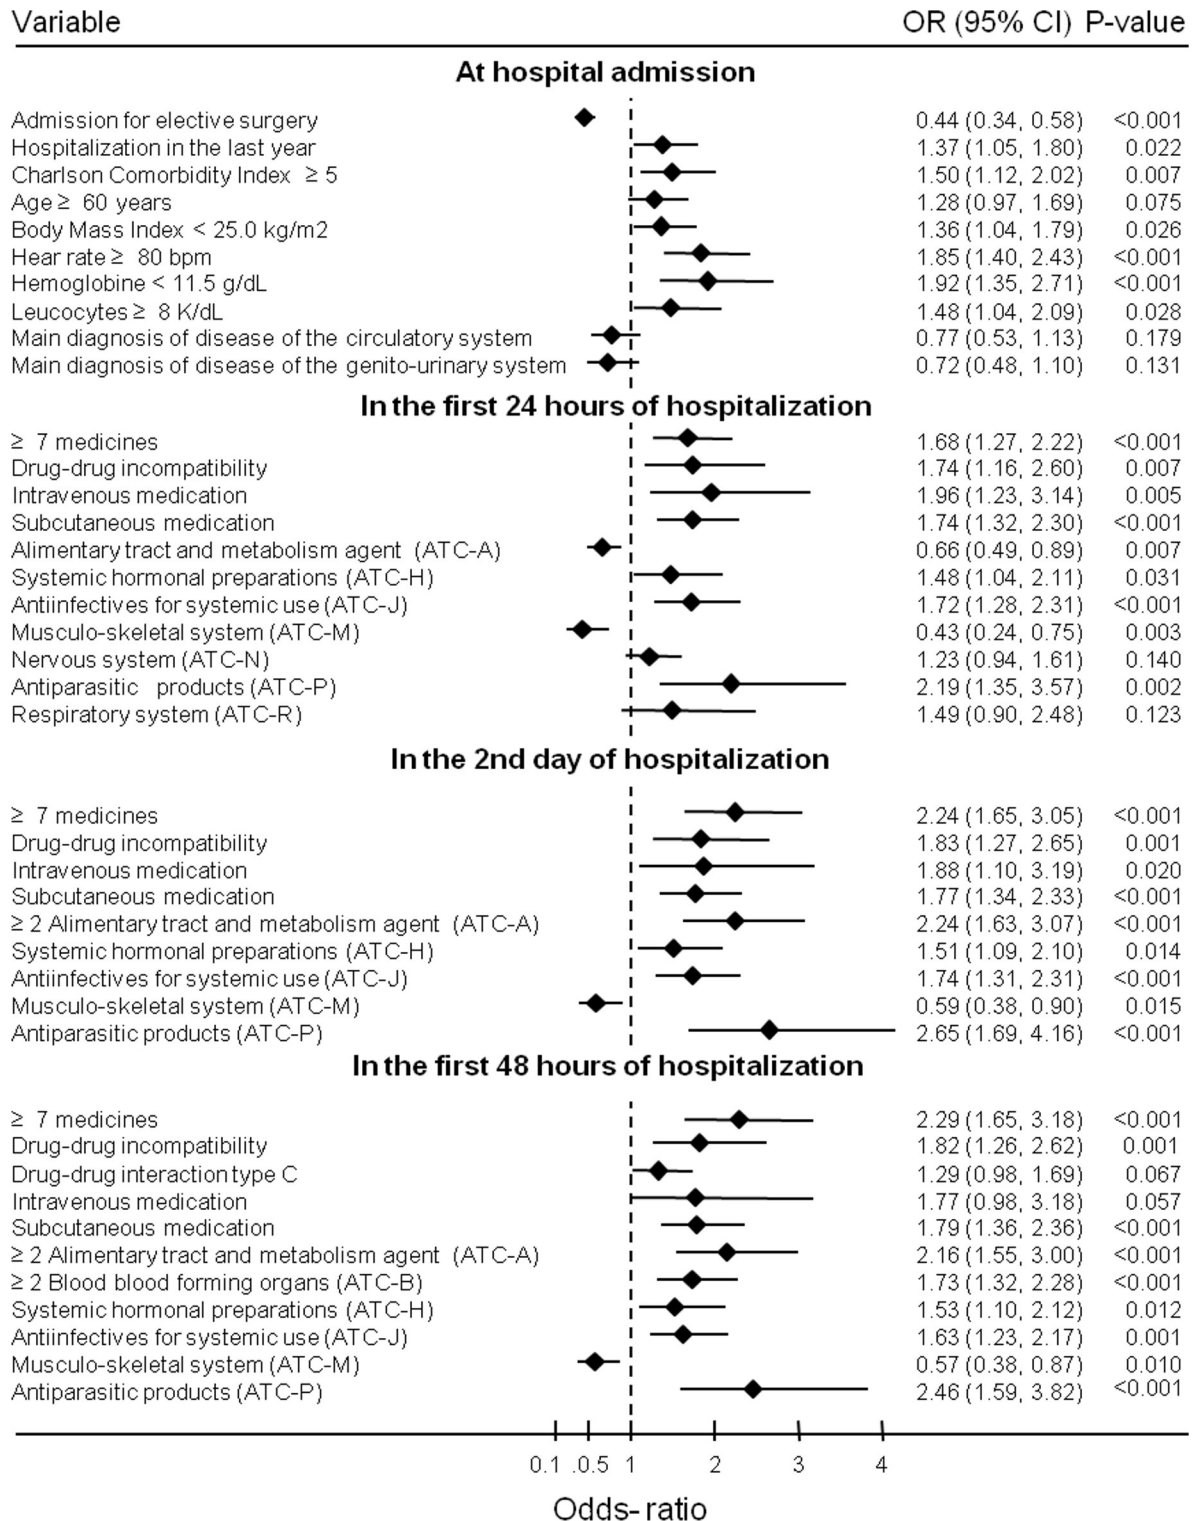 Variable OR (95% CI) P-value
At hospital admission
Admission for elective surgery 0.44 (0.34, 0.58) <0.001
Hospitalization in the last year 1.37 (1.05, 1.80) 0.022
Charlson Comorbidity Index ≥ 5 1.50 (1.12, 2.02) 0.007
Age ≥ 60 years 1.28 (0.97, 1.69) 0.075
Body Mass Index < 25.0 kg/m2 1.36 (1.04, 1.79) 0.026
Hear rate ≥ 80 bpm 1.85 (1.40, 2.43) <0.001
Hemoglobine < 11.5 g/dL 1.92 (1.35, 2.71) <0.001
Leucocytes ≥ 8 K/dL 1.48 (1.04, 2.09) 0.028
Main diagnosis of disease of the circulatory system 0.77 (0.53, 1.13) 0.179
Main diagnosis of disease of the genito-urinary system 0.72 (0.48, 1.10) 0.131
In the first 24 hours of hospitalization
≥ 7 medicines 1.68 (1.27, 2.22) <0.001
Drug-drug incompatibility 1.74 (1.16, 2.60) 0.007
Intravenous medication 1.96 (1.23, 3.14) 0.005
Subcutaneous medication 1.74 (1.32, 2.30) <0.001
Alimentary tract and metabolism agent (ATC-A) 0.66 (0.49, 0.89) 0.007
Systemic hormonal preparations (ATC-H) 1.48 (1.04, 2.11) 0.031
Antiinfectives for systemic use (ATC-J) 1.72 (1.28, 2.31) <0.001
Musculo-skeletal system (ATC-M) 0.43 (0.24, 0.75) 0.003
Nervous system (ATC-N) 1.23 (0.94, 1.61) 0.140
Antiparasitic products (ATC-P) 2.19 (1.35, 3.57) 0.002
Respiratory system (ATC-R) 1.49 (0.90, 2.48) 0.123
In the 2nd day of hospitalization
≥ 7 medicines 2.24 (1.65, 3.05) <0.001
Drug-drug incompatibility 1.83 (1.27, 2.65) 0.001
Intravenous medication 1.88 (1.10, 3.19) 0.020
Subcutaneous medication 1.77 (1.34, 2.33) <0.001
≥ 2 Alimentary tract and metabolism agent (ATC-A) 2.24 (1.63, 3.07) <0.001
Systemic hormonal preparations (ATC-H) 1.51 (1.09, 2.10) 0.014
Antiinfectives for systemic use (ATC-J) 1.74 (1.31, 2.31) <0.001
Musculo-skeletal system (ATC-M) 0.59 (0.38, 0.90) 0.015
Antiparasitic products (ATC-P) 2.65 (1.69, 4.16) <0.001
In the first 48 hours of hospitalization
≥ 7 medicines 2.29 (1.65, 3.18) <0.001
Drug-drug incompatibility 1.82 (1.26, 2.62) 0.001
Drug-drug interaction type C 1.29 (0.98, 1.69) 0.067
Intravenous medication 1.77 (0.98, 3.18) 0.057
Subcutaneous medication 1.79 (1.36, 2.36) <0.001
≥ 2 Alimentary tract and metabolism agent (ATC-A) 2.16 (1.55, 3.00) <0.001
≥ 2 Blood blood forming organs (ATC-B) 1.73 (1.32, 2.28) <0.001
Systemic hormonal preparations (ATC-H) 1.53 (1.10, 2.12) 0.012
Antiinfectives for systemic use (ATC-J) 1.63 (1.23, 2.17) 0.001
Musculo-skeletal system (ATC-M) 0.57 (0.38, 0.87) 0.010
Antiparasitic products (ATC-P) 2.46 (1.59, 3.82) <0.001
0.1 .0.5 1 2 3 4
Odds- ratio